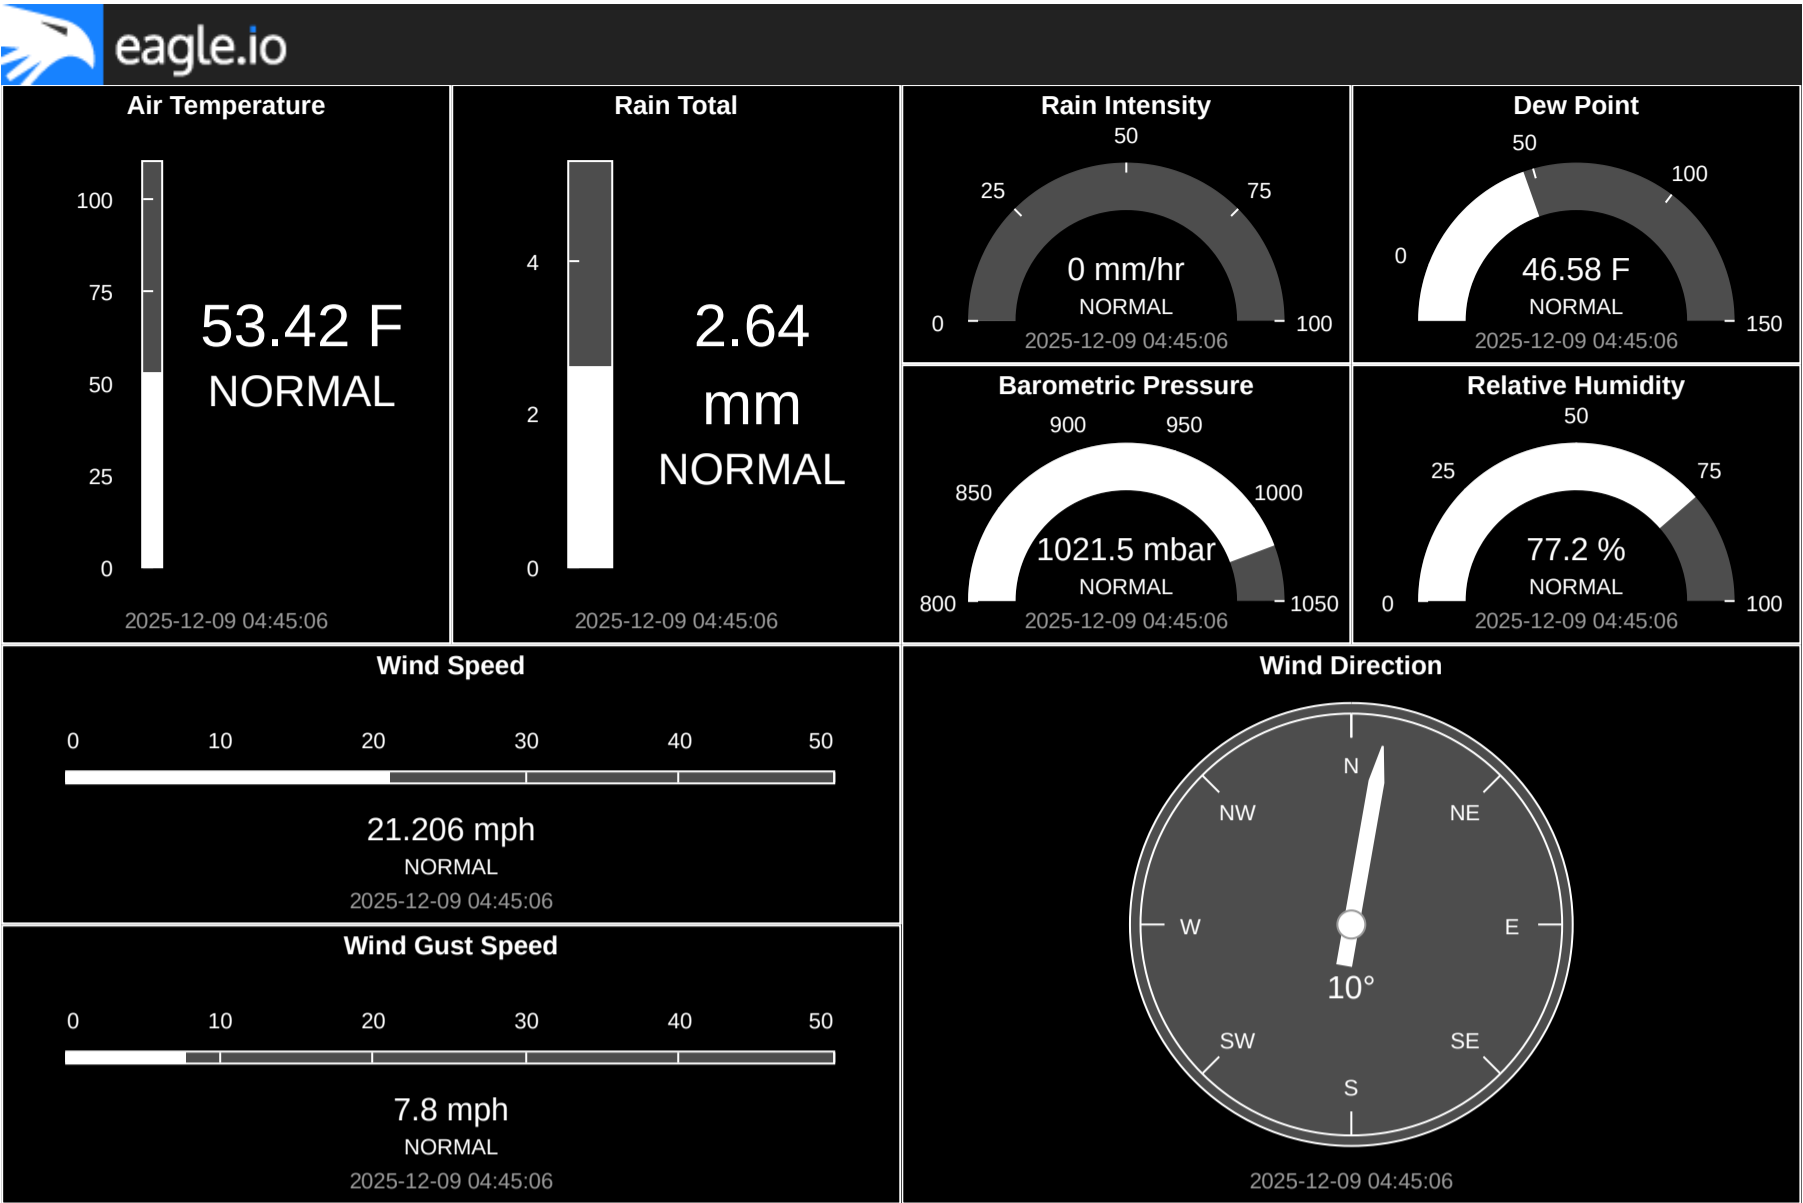 eagle.io
Air Temperature
100
75
50
25
0
53.42 F
NORMAL
2025-12-09 04:45:06
Rain Total
4
2
0
2.64
mm
NORMAL
2025-12-09 04:45:06
Rain Intensity
50
25
75
0
100
0 mm/hr
NORMAL
2025-12-09 04:45:06
Dew Point
50
100
0
150
46.58 F
NORMAL
2025-12-09 04:45:06
Barometric Pressure
900
950
850
1000
800
1050
1021.5 mbar
NORMAL
2025-12-09 04:45:06
Relative Humidity
50
25
75
0
100
77.2 %
NORMAL
2025-12-09 04:45:06
Wind Speed
0 10 20 30 40 50
21.206 mph
NORMAL
2025-12-09 04:45:06
Wind Gust Speed
0 10 20 30 40 50
7.8 mph
NORMAL
2025-12-09 04:45:06
Wind Direction
N
NW
NE
W
E
10°
SW
SE
S
2025-12-09 04:45:06